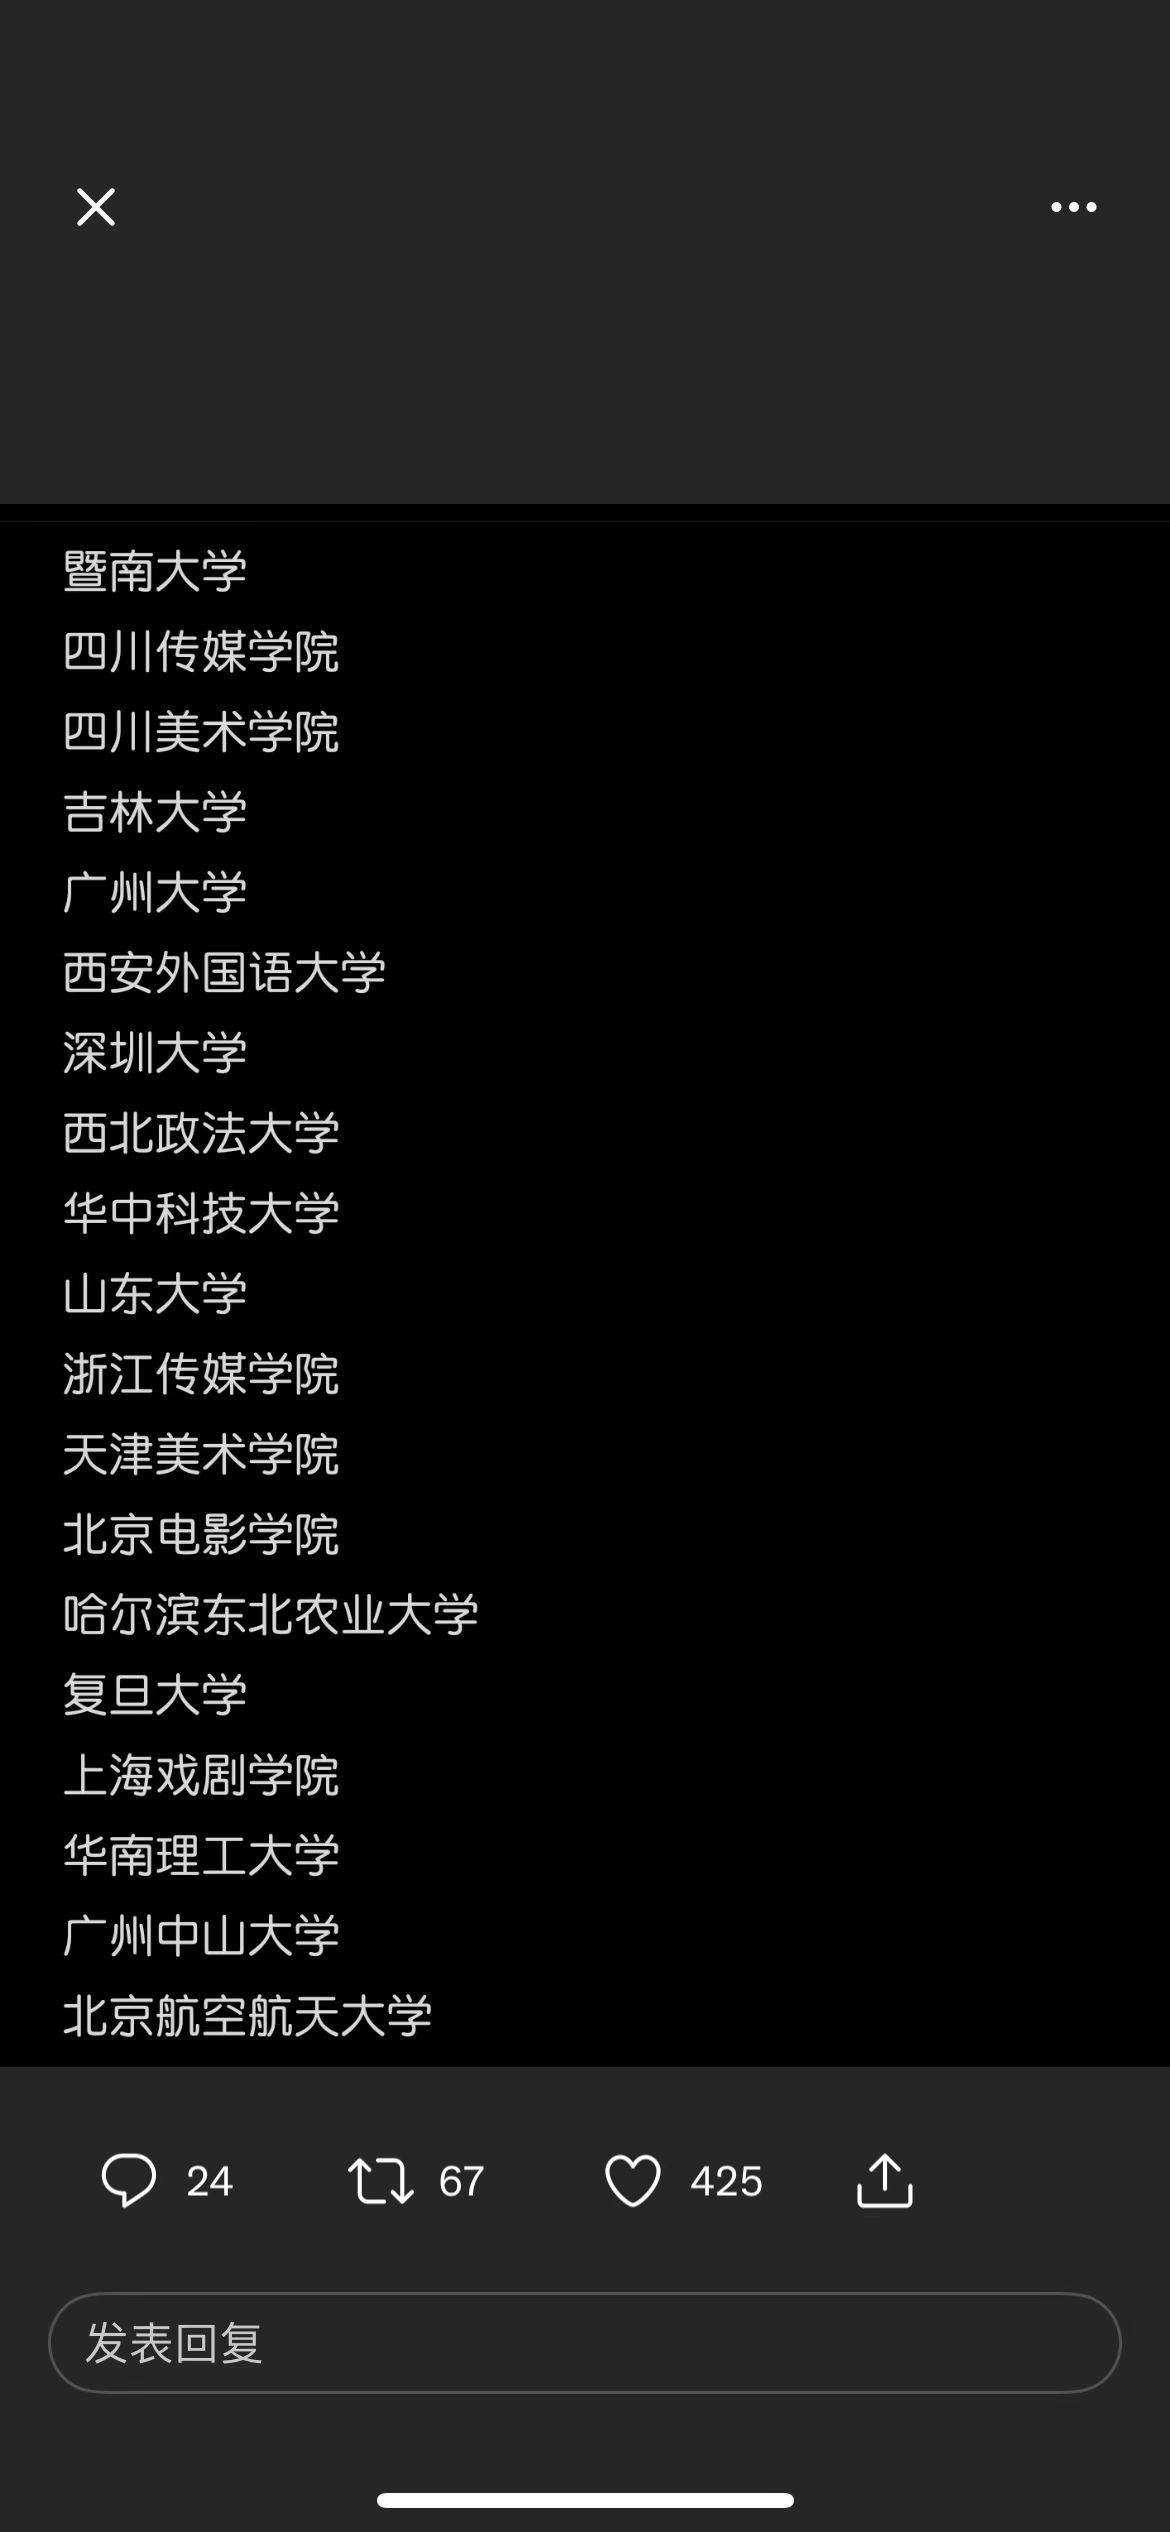 暨南大学
四川传媒学院
四川美术学院
吉林大学
广州大学
西安外国语大学
深圳大学
西北政法大学
华中科技大学
山东大学
浙江传媒学院
天津美术学院
北京电影学院
哈尔滨东北农业大学
复旦大学
上海戏剧学院
华南理工大学
广州中山大学
北京航空航天大学
24 67 425
发表回复